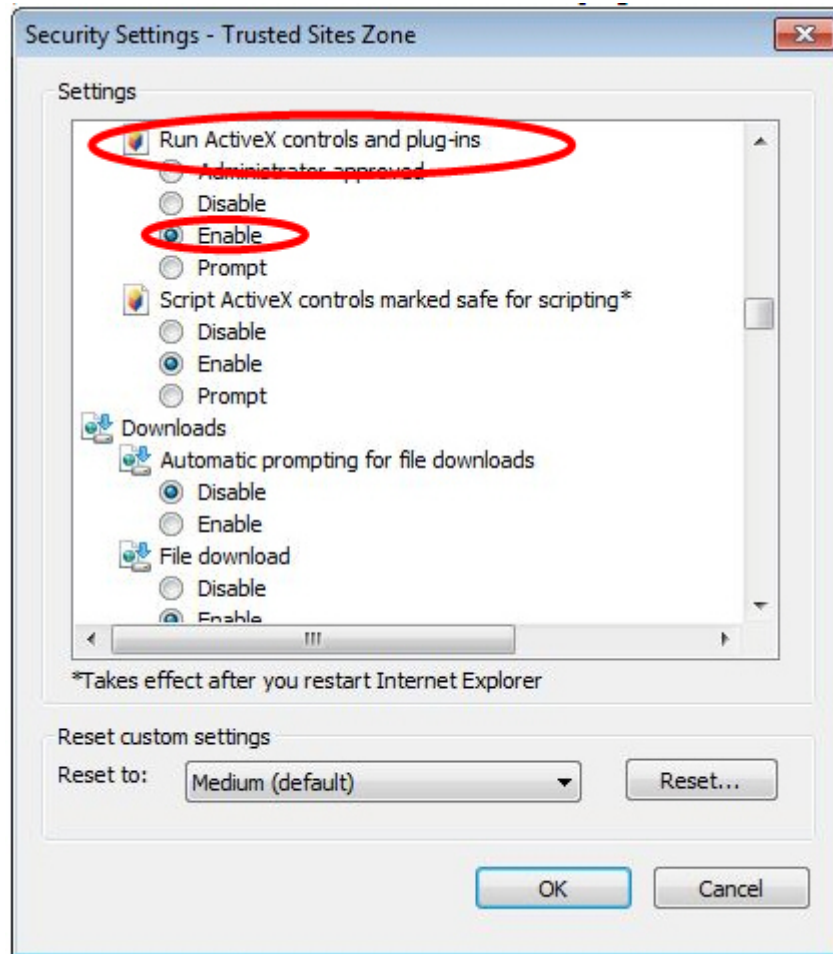 Security Settings - Trusted Sites Zone
Settings
Run ActiveX controls and plug-ins
Administrator approved
Disable
Enable
Prompt
Script ActiveX controls marked safe for scripting*
Disable
Enable
Prompt
Downloads
Automatic prompting for file downloads
Disable
Enable
File download
Disable
Enable
*Takes effect after you restart Internet Explorer
Reset custom settings
Reset to: Medium (default) Reset...
OK Cancel